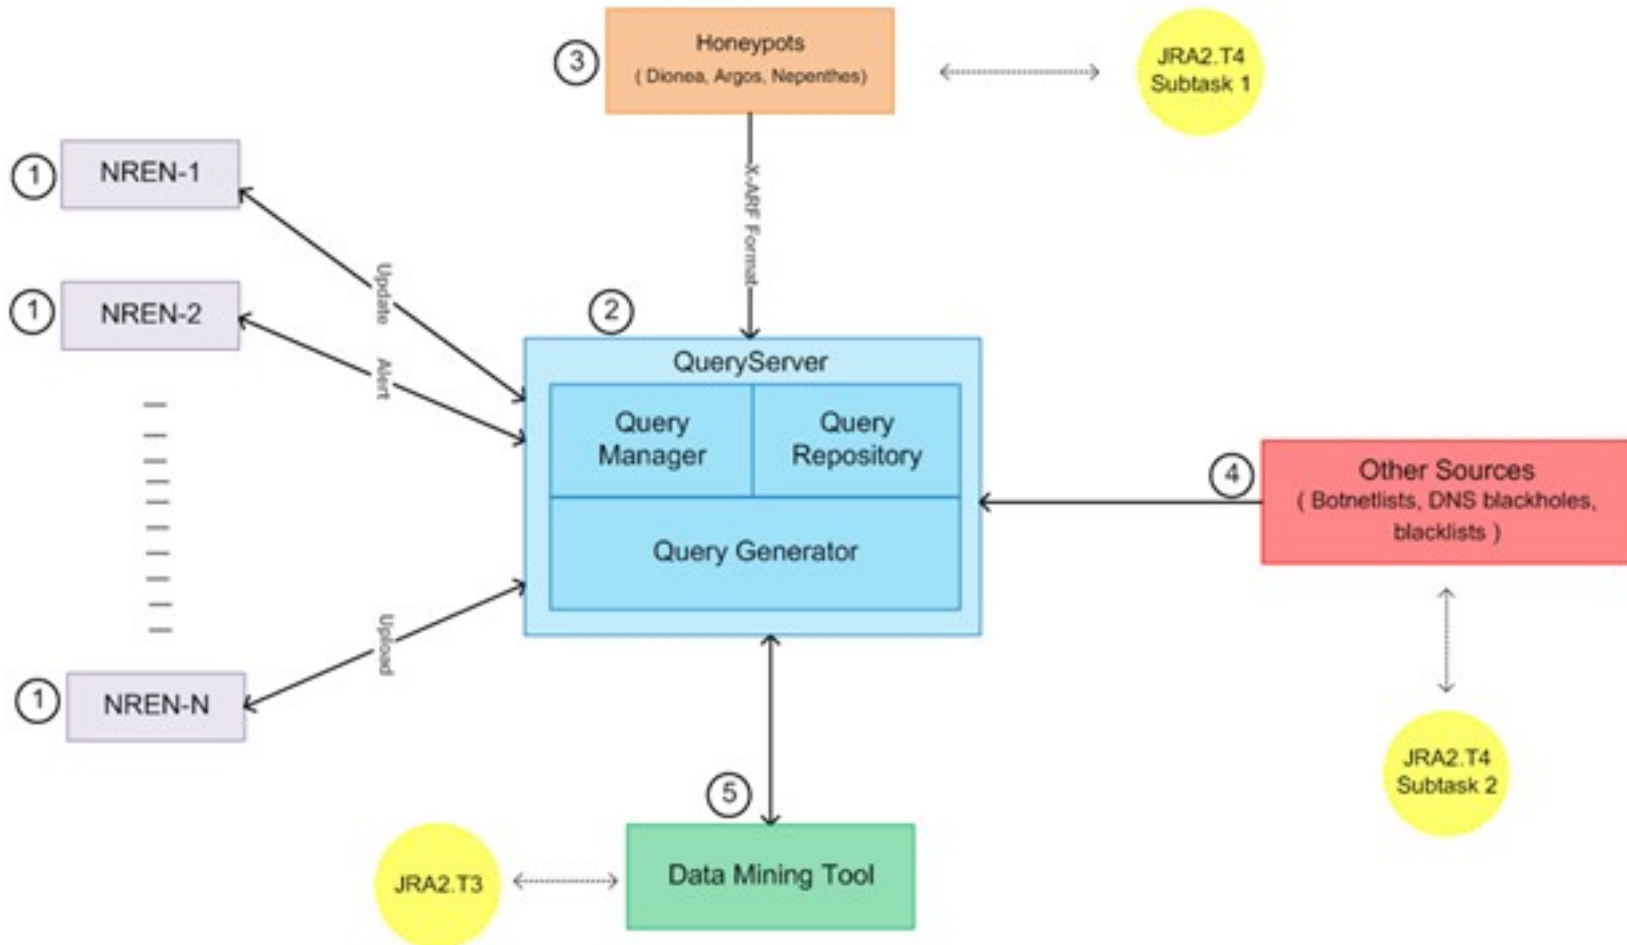 3
Honeypots
( Dionea, Argos, Nepenthes)
JRA2.T4
Subtask 1
1
NREN-1
X-ARF Format
1
NREN-2
Update
Alert
2
QueryServer
Query
Manager
Query
Repository
Query Generator
4
Other Sources
( Botnetlists, DNS blackholes,
blacklists )
1
NREN-N
Upload
JRA2.T4
Subtask 2
5
Data Mining Tool
JRA2.T3